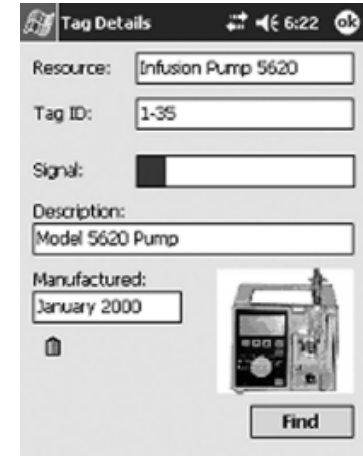 Tag Details 6:22 ok
Resource: Infusion Pump 5620
Tag ID: 1-35
Signal:
Description:
Model 5620 Pump
Manufactured:
January 2000
Find